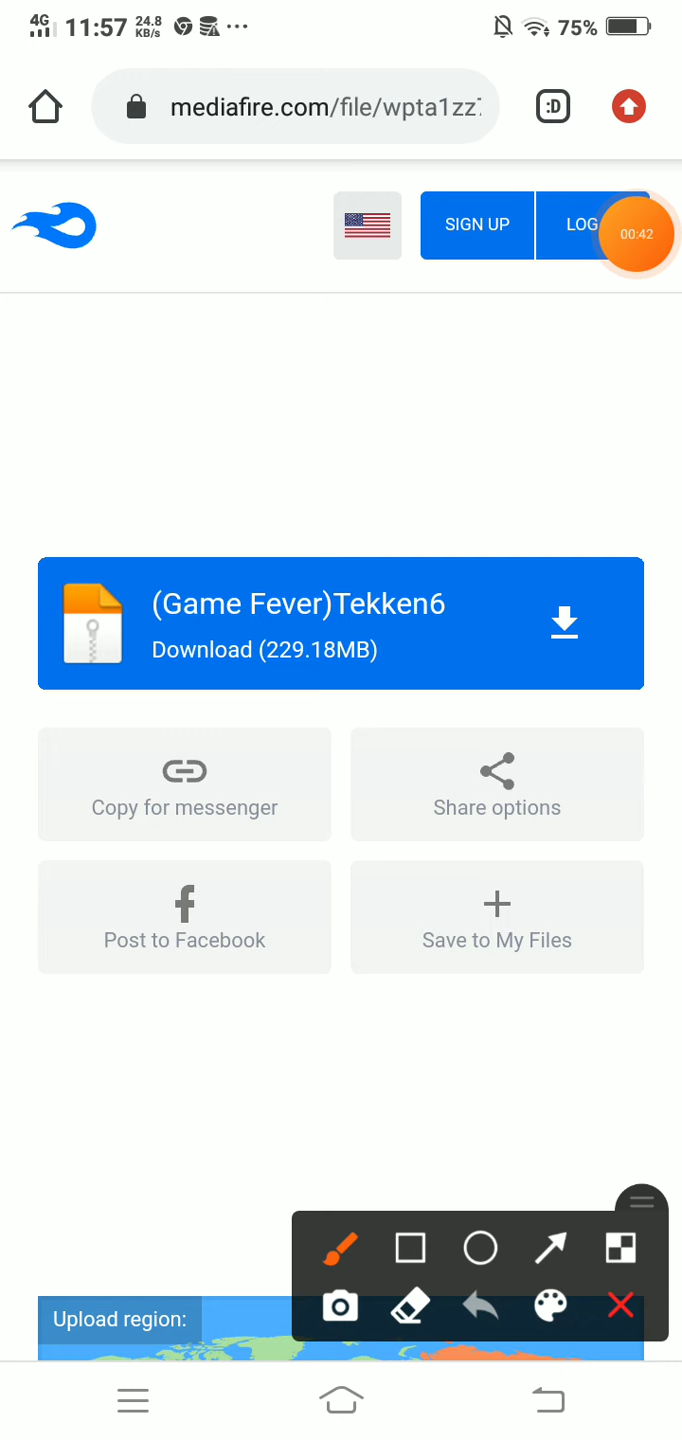 4G 11:57 24.8 KB/s 75%
mediafire.com/file/wpta1zz
:D
SIGN UP
LOG
00:42
(Game Fever)Tekken6
Download (229.18MB)
Copy for messenger
Share options
Post to Facebook
Save to My Files
Upload region: